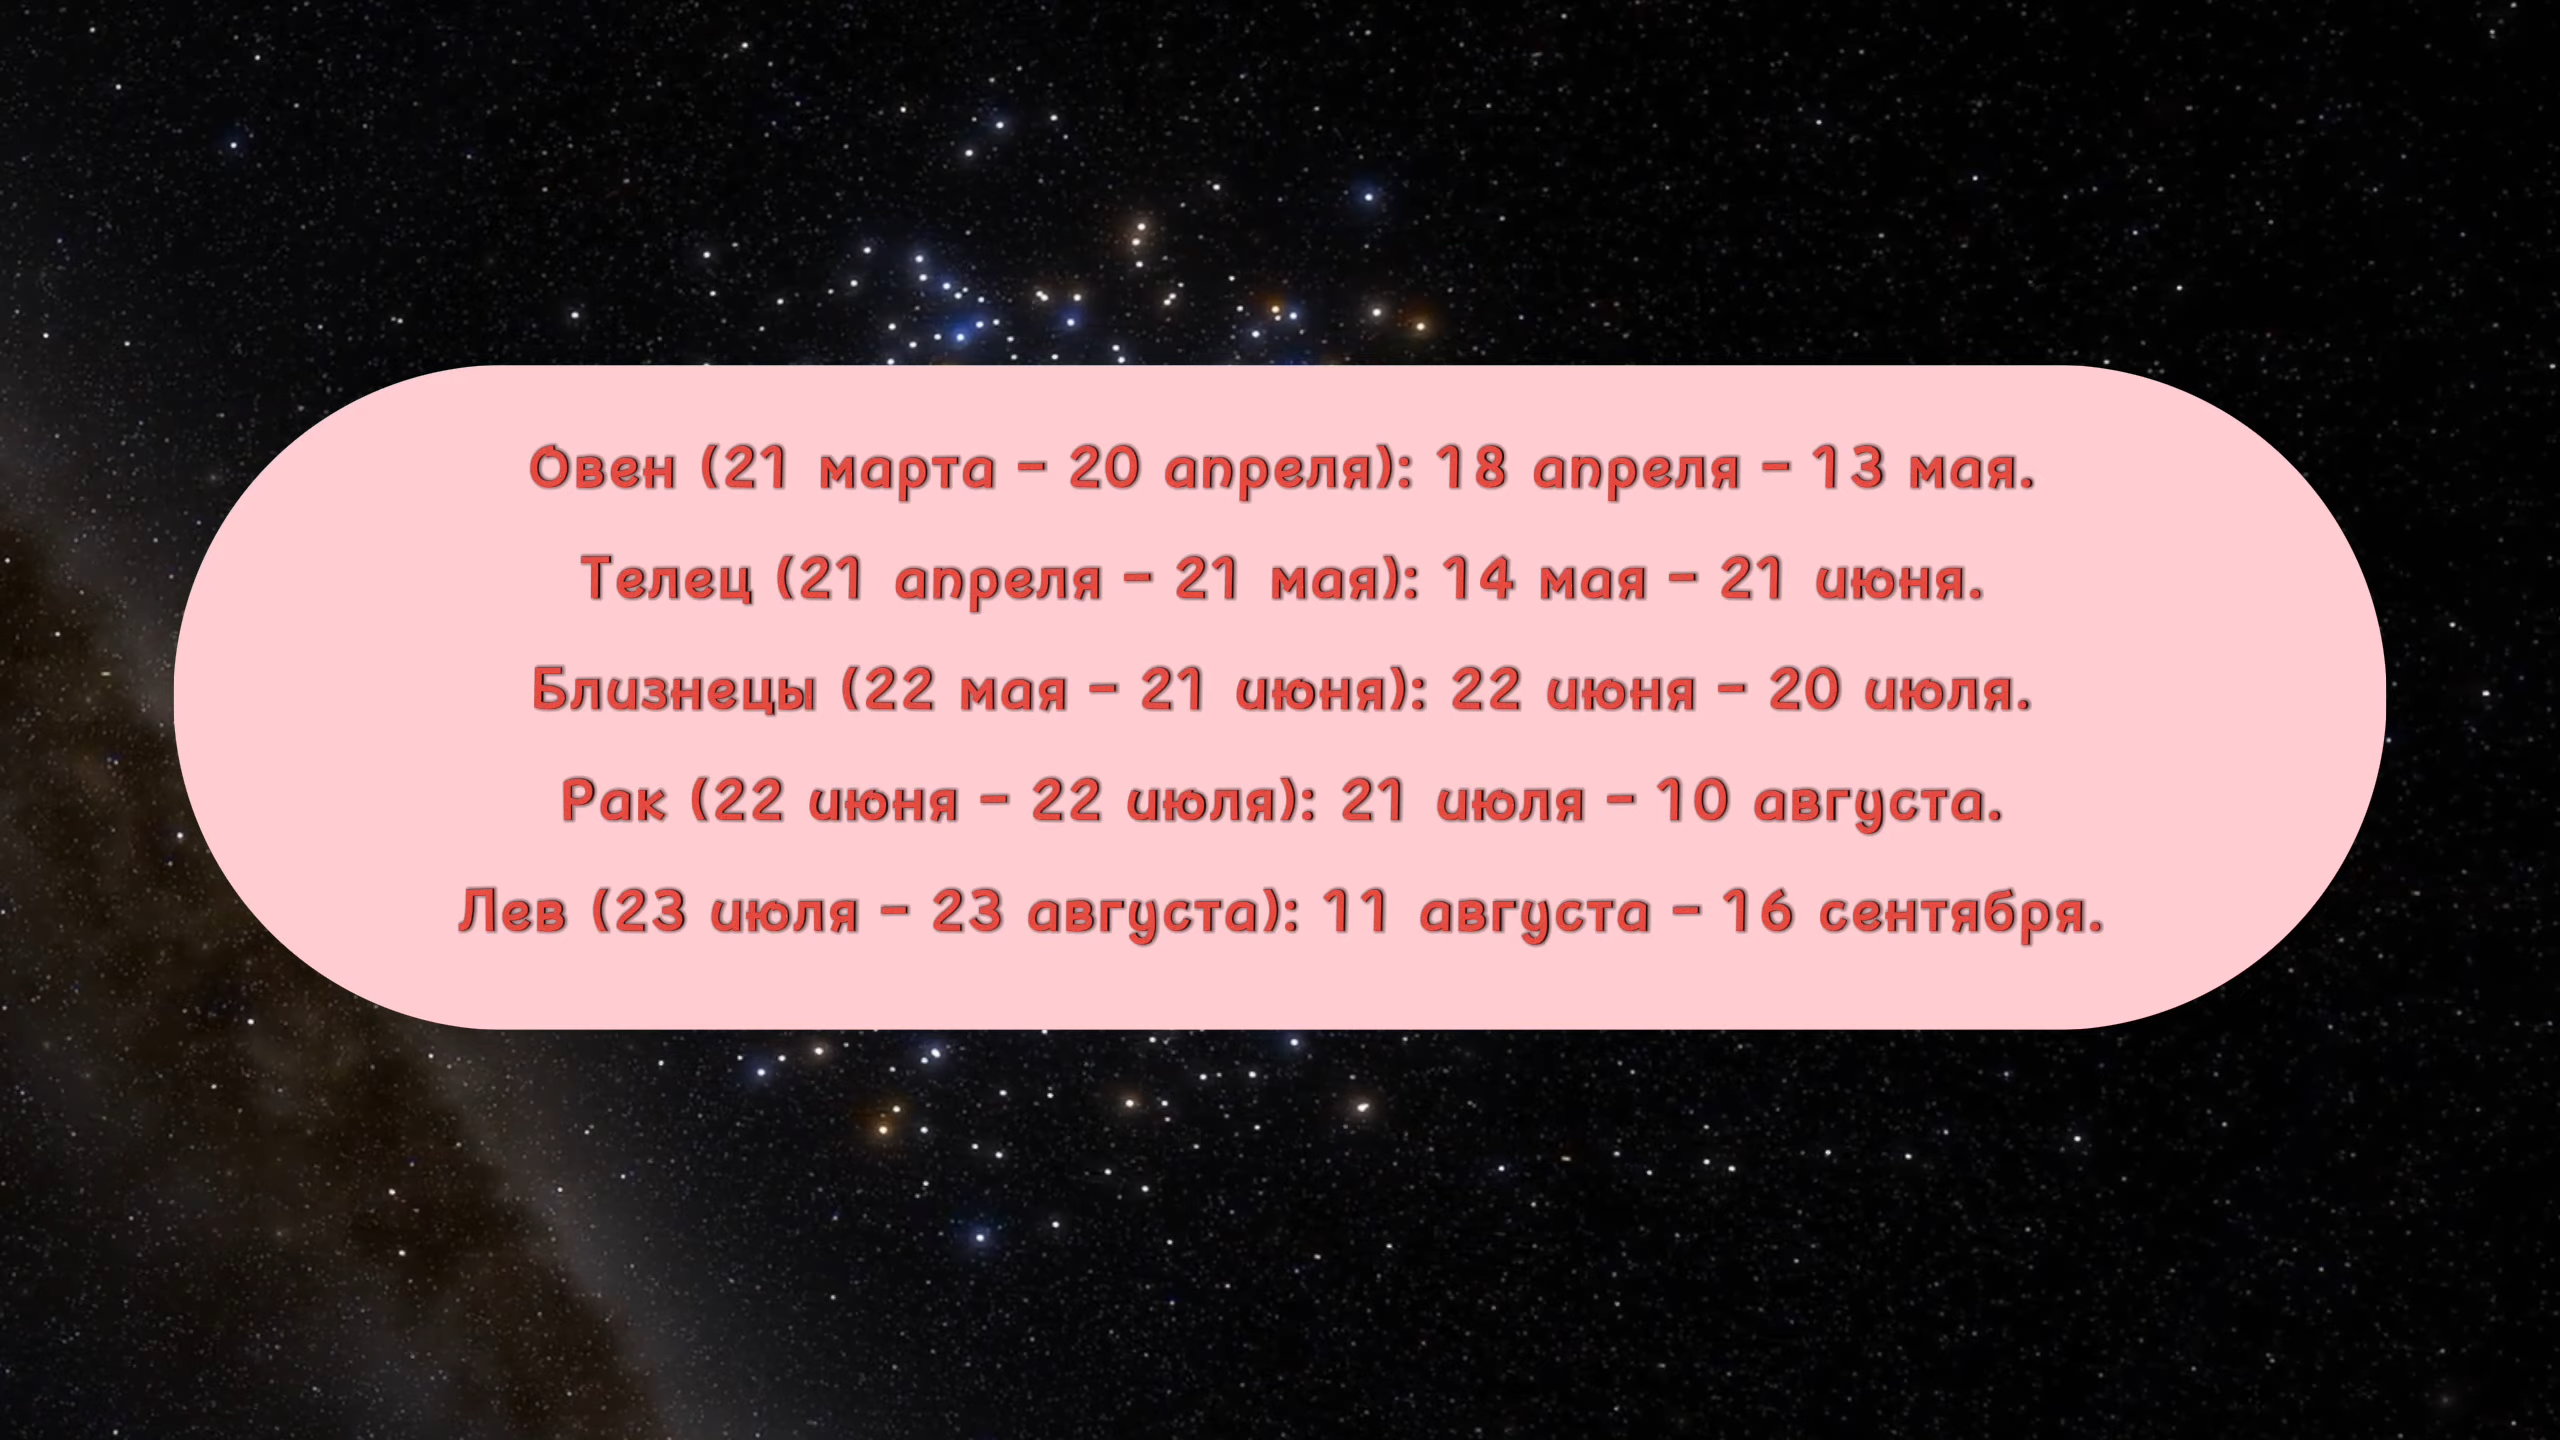 Овен (21 марта – 20 апреля): 18 апреля – 13 мая.
Телец (21 апреля – 21 мая): 14 мая – 21 июня.
Близнецы (22 мая – 21 июня): 22 июня – 20 июля.
Рак (22 июня – 22 июля): 21 июля – 10 августа.
Лев (23 июля – 23 августа): 11 августа – 16 сентября.